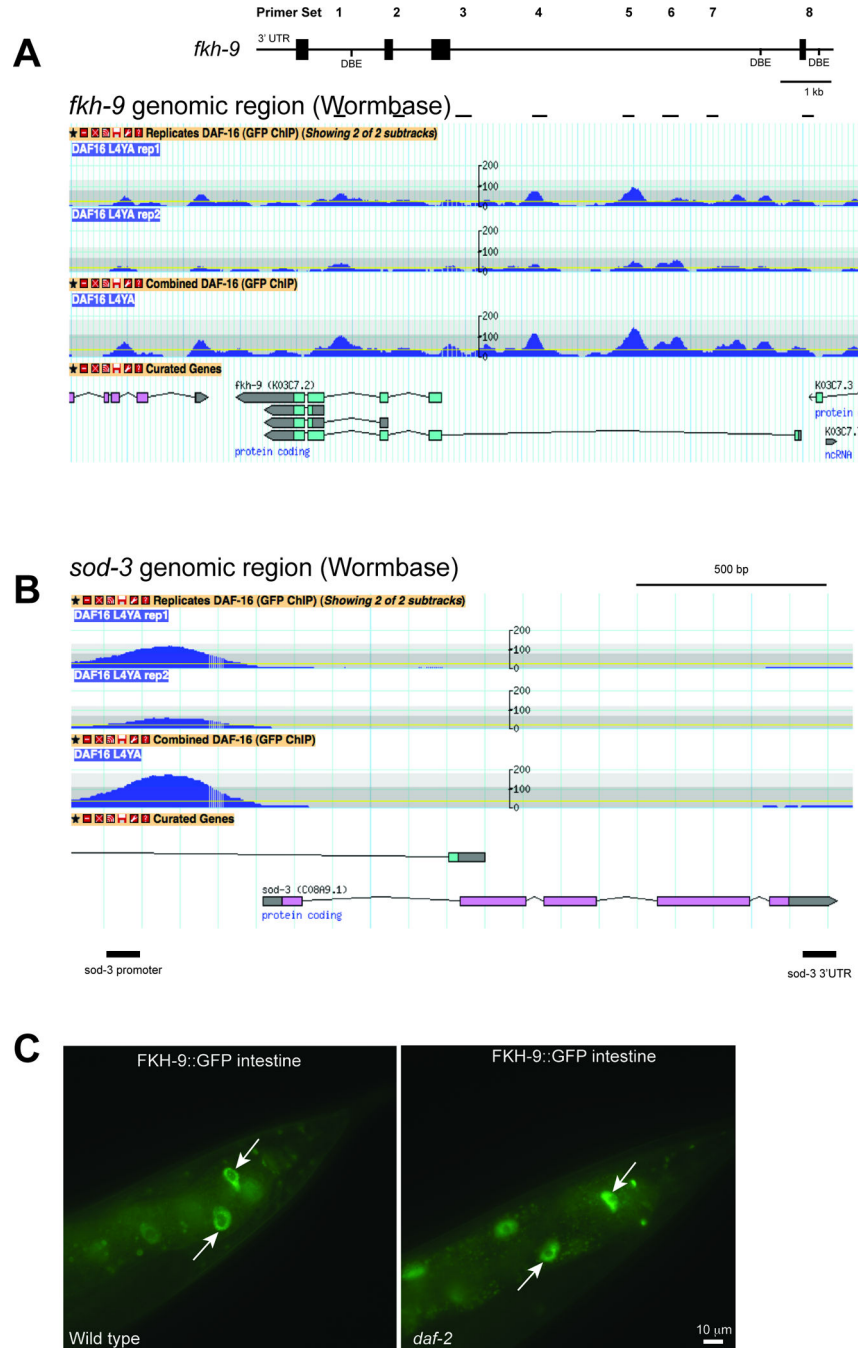 Primer Set 1 2 3 4 5 6 7 8
A
fkh-9
3' UTR
DBE DBE DBE
1 kb
fkh-9 genomic region (Wormbase)
Replicates DAF-16 (GFP ChIP) (Showing 2 of 2 subtracks)
DAF16 L4YA rep1
200
100
0
DAF16 L4YA rep2
200
100
0
Combined DAF-16 (GFP ChIP)
DAF16 L4YA
200
100
0
Curated Genes
fkh-9 (K03C7.2)
K03C7.3
protein
K03C7.
protein coding
ncRNA
B
sod-3 genomic region (Wormbase)
500 bp
Replicates DAF-16 (GFP ChIP) (Showing 2 of 2 subtracks)
DAF16 L4YA rep1
200
100
0
DAF16 L4YA rep2
200
100
0
Combined DAF-16 (GFP ChIP)
DAF16 L4YA
200
100
0
Curated Genes
sod-3 (C08A9.1)
protein coding
sod-3 promoter
sod-3 3'UTR
C
FKH-9::GFP intestine
FKH-9::GFP intestine
Wild type
daf-2
10 μm